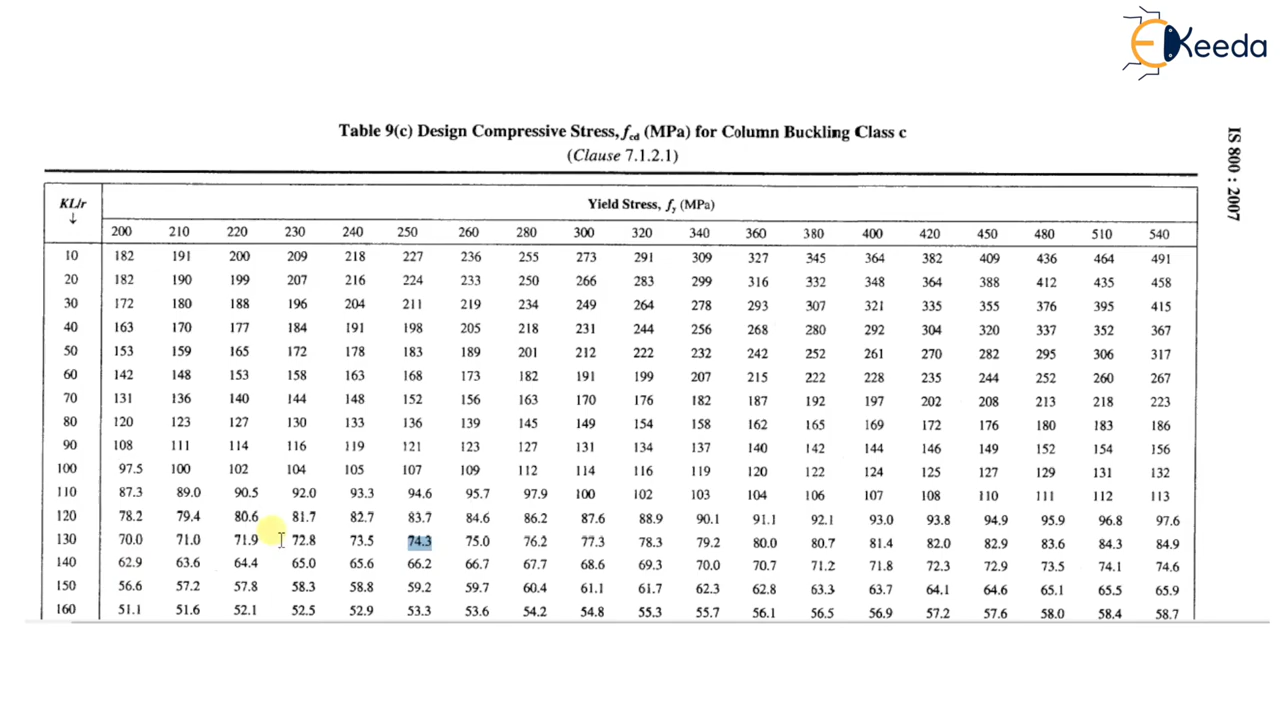 EKeeda
Table 9(c) Design Compressive Stress, fcd (MPa) for Column Buckling Class c
(Clause 7.1.2.1)
IS 800 : 2007
KL/r Yield Stress, fy (MPa)
↓
200 210 220 230 240 250 260 280 300 320 340 360 380 400 420 450 480 510 540
10 182 191 200 209 218 227 236 255 273 291 309 327 345 364 382 409 436 464 491
20 182 190 199 207 216 224 233 250 266 283 299 316 332 348 364 388 412 435 458
30 172 180 188 196 204 211 219 234 249 264 278 293 307 321 335 355 376 395 415
40 163 170 177 184 191 198 205 218 231 244 256 268 280 292 304 320 337 352 367
50 153 159 165 172 178 183 189 201 212 222 232 242 252 261 270 282 295 306 317
60 142 148 153 158 163 168 173 182 191 199 207 215 222 228 235 244 252 260 267
70 131 136 140 144 148 152 156 163 170 176 182 187 192 197 202 208 213 218 223
80 120 123 127 130 133 136 139 145 149 154 158 162 165 169 172 176 180 183 186
90 108 111 114 116 119 121 123 127 131 134 137 140 142 144 146 149 152 154 156
100 97.5 100 102 104 105 107 109 112 114 116 119 120 122 124 125 127 129 131 132
110 87.3 89.0 90.5 92.0 93.3 94.6 95.7 97.9 100 102 103 104 106 107 108 110 111 112 113
120 78.2 79.4 80.6 81.7 82.7 83.7 84.6 86.2 87.6 88.9 90.1 91.1 92.1 93.0 93.8 94.9 95.9 96.8 97.6
130 70.0 71.0 71.9 72.8 73.5 74.3 75.0 76.2 77.3 78.3 79.2 80.0 80.7 81.4 82.0 82.9 83.6 84.3 84.9
140 62.9 63.6 64.4 65.0 65.6 66.2 66.7 67.7 68.6 69.3 70.0 70.7 71.2 71.8 72.3 72.9 73.5 74.1 74.6
150 56.6 57.2 57.8 58.3 58.8 59.2 59.7 60.4 61.1 61.7 62.3 62.8 63.3 63.7 64.1 64.6 65.1 65.5 65.9
160 51.1 51.6 52.1 52.5 52.9 53.3 53.6 54.2 54.8 55.3 55.7 56.1 56.5 56.9 57.2 57.6 58.0 58.4 58.7